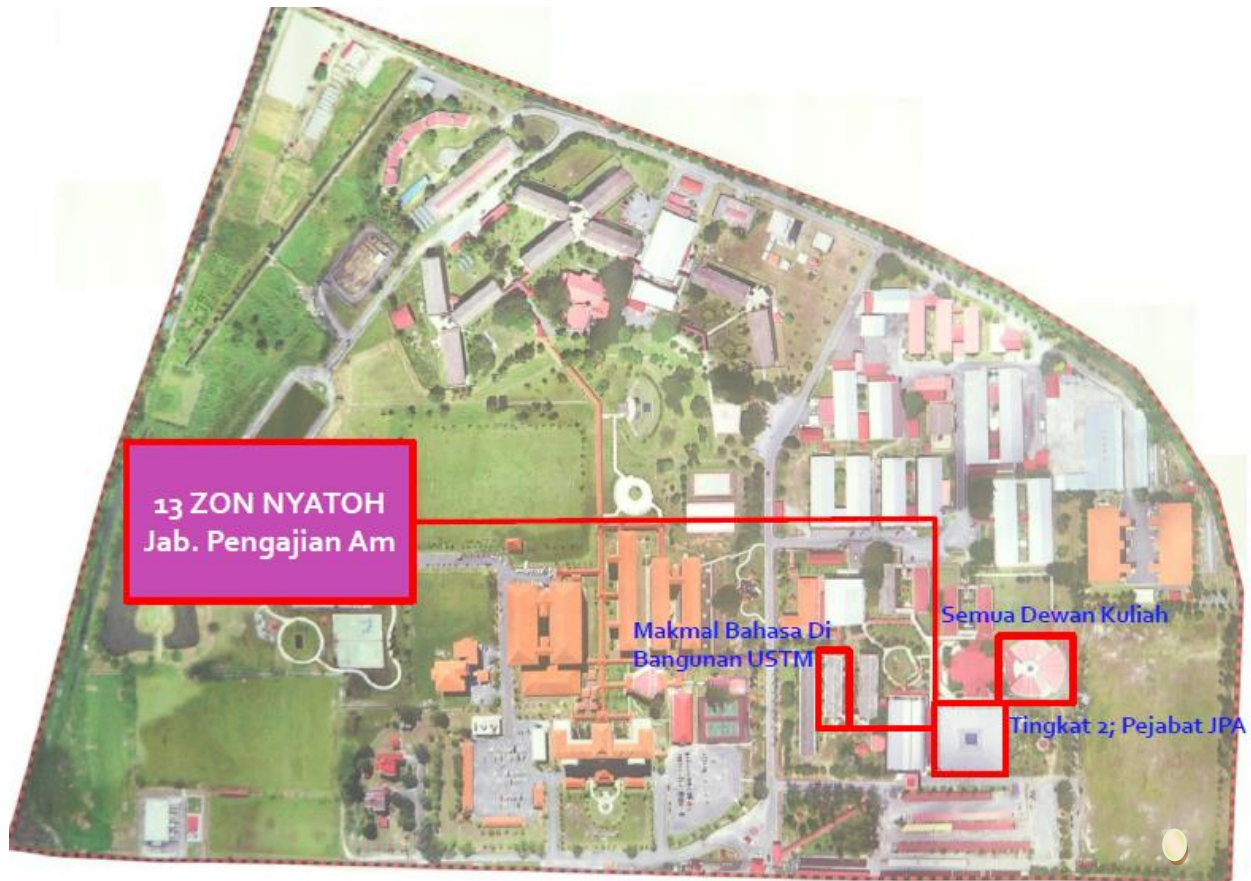 13 ZON NYATOH
Jab. Pengajian Am
Semua Dewan Kuliah
Makmal Bahasa Di
Bangunan USTM
Tingkat 2; Pejabat JPA